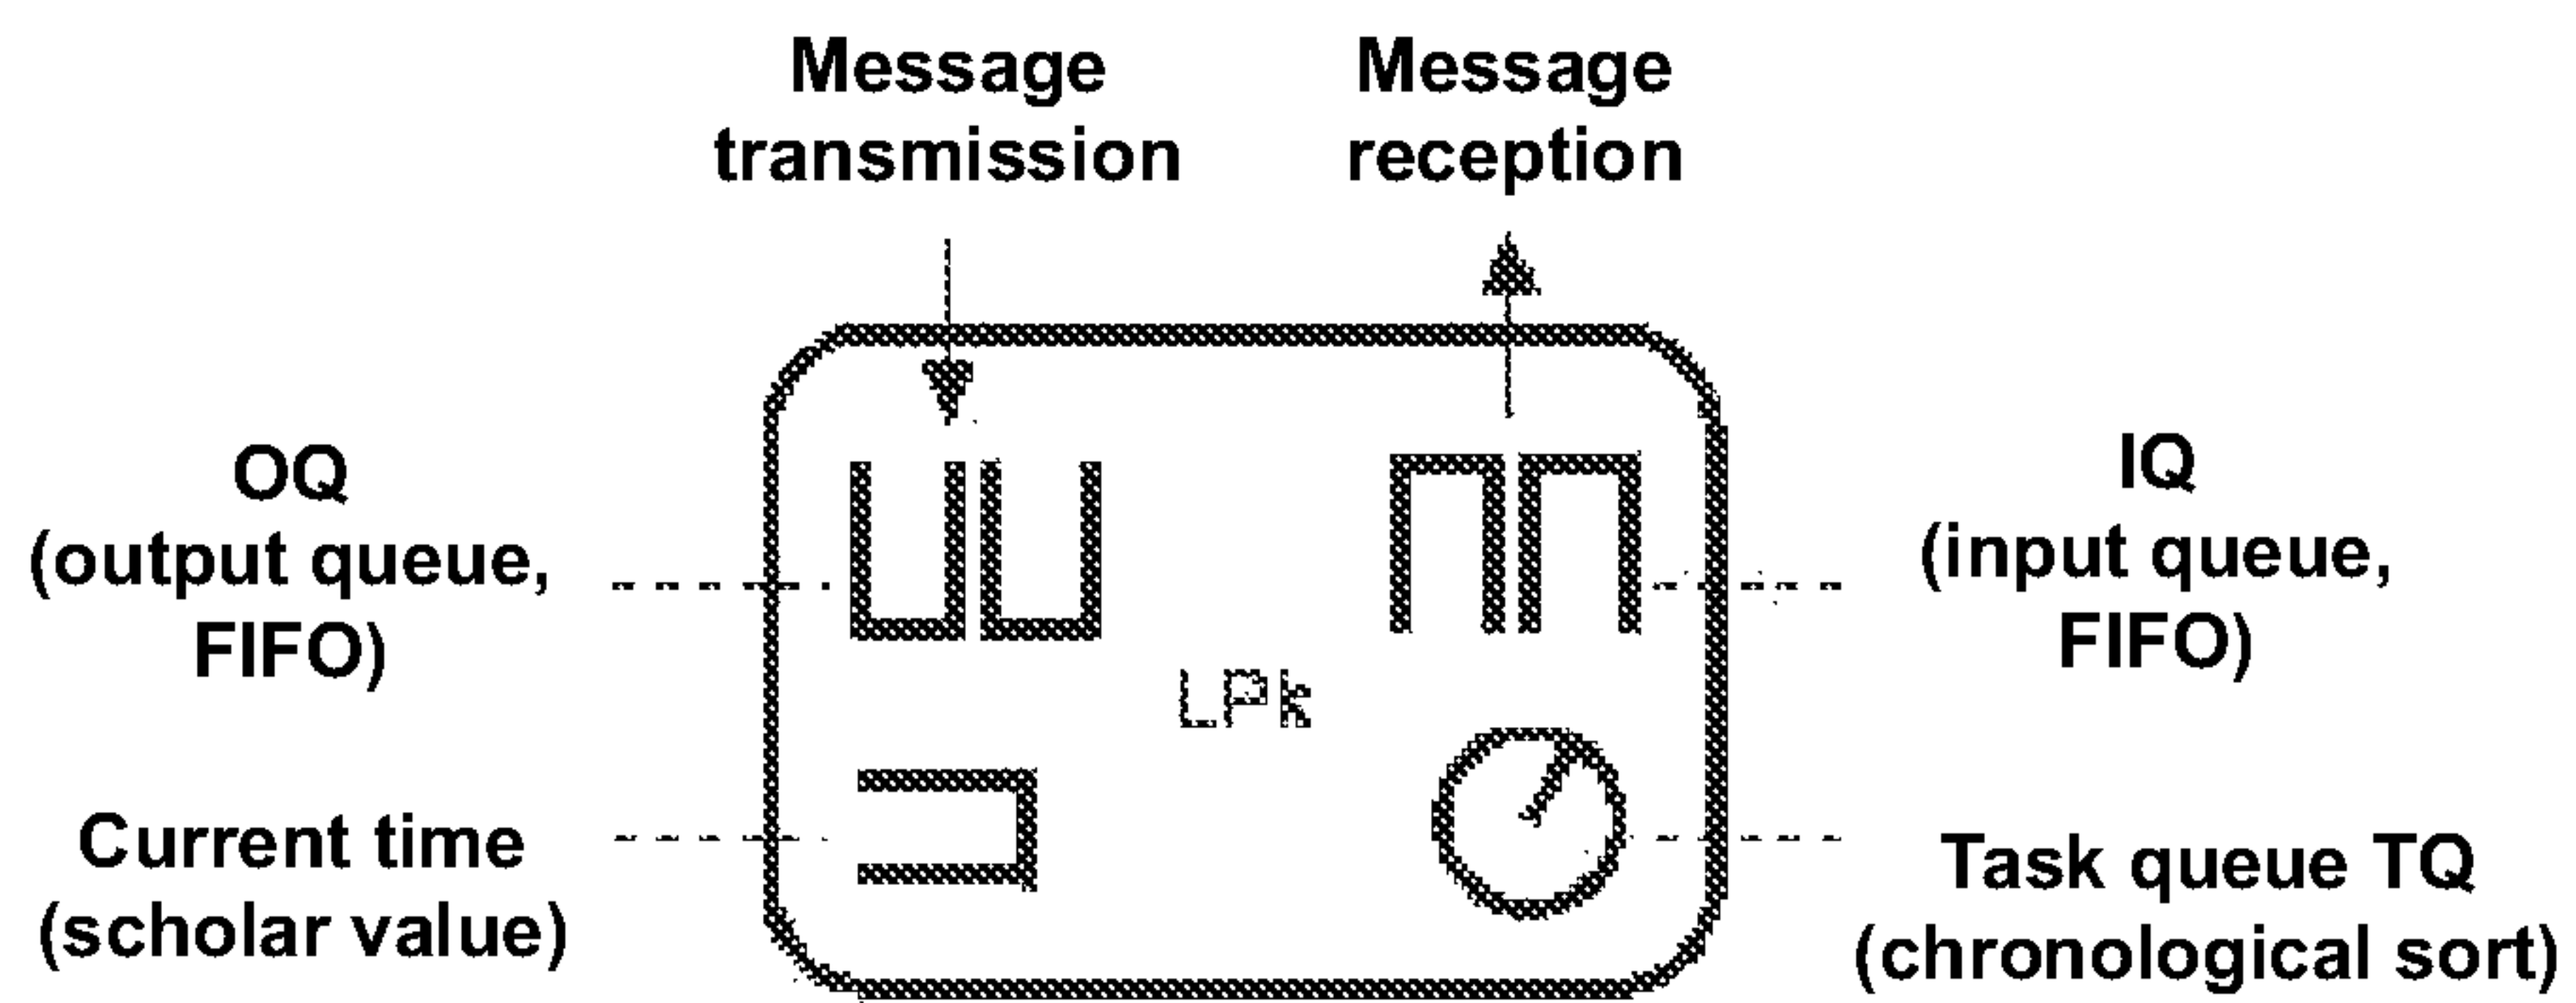 Message
transmission
Message
reception
OQ
(output queue,
FIFO)
IQ
(input queue,
FIFO)
LPk
Current time
(scholar value)
Task queue TQ
(chronological sort)